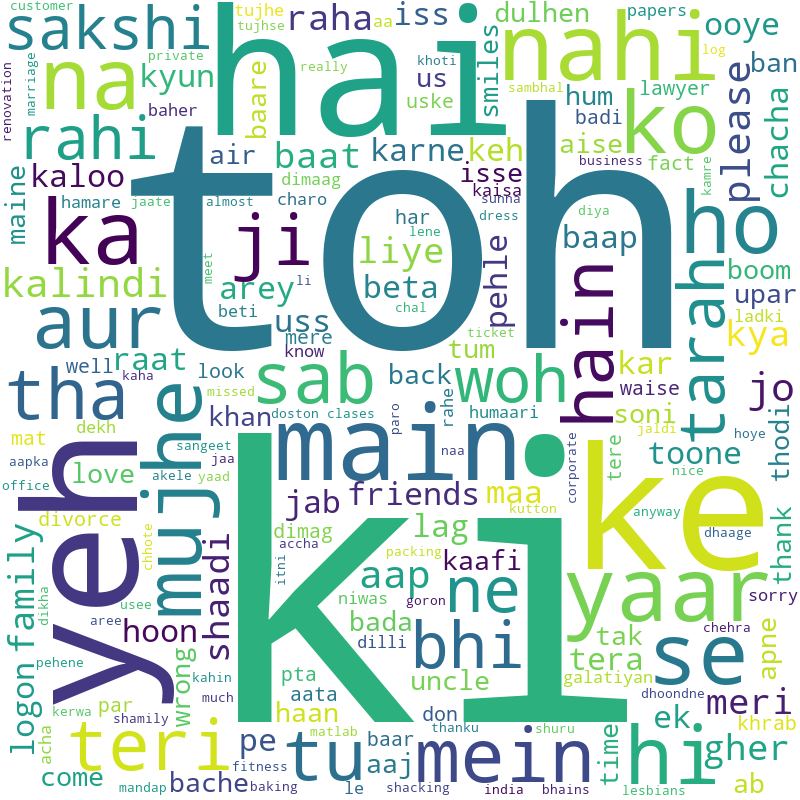 customer
sakshi
hai
tujhe
tujhse
raha
aa
iss
dulhen
papers
ooye
log
nahi
private
really
khoti
smiles
us
uske
sambhal
ban
renovation
marriage
na
kyun
baher
baare
hum
badi
lawyer
ko
please
chacha
rahi
air
baat
karne
keh
aise
business
fact
maine
kaloo
dimaag
isse
kaisa
sunna
dress
kamre
hamare
jaate
almost
charo
har
lene
diya
ka
ji
toh
liye
pehle
baap
ho
kalindi
meet
arey
li
beta
tarah
boom
aur
beti
uss
chal
ticket
upar
ladki
mere
know
tum
hain
kya
well
raat
kaha
look
sab
back
woh
kar
waise
jo
tha
missed
mujhe
khan
doston clases
paro
rahe
humaari
soni
jaldi
hoye
thodi
mat
dekh
sangeet
jaa
main
naa
corporate
tere
toone
aapka
yeh
love
akele
yaad
nice
ke
office
jab
friends
maa
kutton
anyway
divorce
chhote
dimag
lag
dhaage
thank
logon
family
accha
packing
kaafi
itni
ki
aap
goron
ne
yaar
sorry
dikha
usee
shaadi
niwas
aree
hoon
bada
dilli
bhi
tak
chehra
apne
pehene
wrong
kahin
pta
uncle
tera
se
galatiyan
kerwa
par
much
aata
meri
shamily
haan
don
dhoondne
khrab
acha
teri
pe
matlab
baar
thanku
shuru
ek
gher
tu
mein
time
hi
come
fitness
aaj
ab
mandap
bache
baking
le
shacking
india
bhains
lesbians